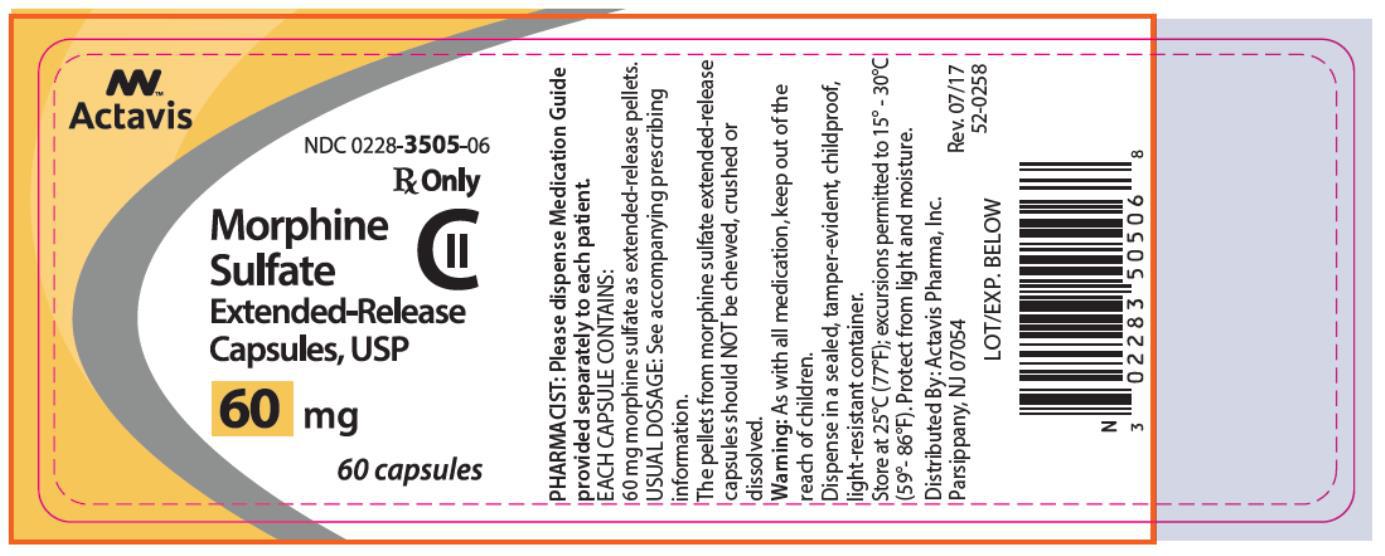 Actavis
NDC 0228-3505-06
Rx Only
Morphine
Sulfate
CII
Extended-Release
Capsules, USP
60 mg
60 capsules
PHARMACIST: Please dispense Medication Guide
provided separately to each patient.
EACH CAPSULE CONTAINS:
60 mg morphine sulfate as extended-release pellets.
USUAL DOSAGE: See accompanying prescribing
information.
The pellets from morphine sulfate extended-release
capsules should NOT be chewed, crushed or
dissolved.
Warning: As with all medication, keep out of the
reach of children.
Dispense in a sealed, tamper-evident, childproof,
light-resistant container.
Store at 25°C (77°F); excursions permitted to 15° - 30°C
(59°- 86°F). Protect from light and moisture.
Distributed By: Actavis Pharma, Inc.
Parsippany, NJ 07054
Rev. 07/17
52-0258
LOT/EXP. BELOW
N
3 0228350506 8